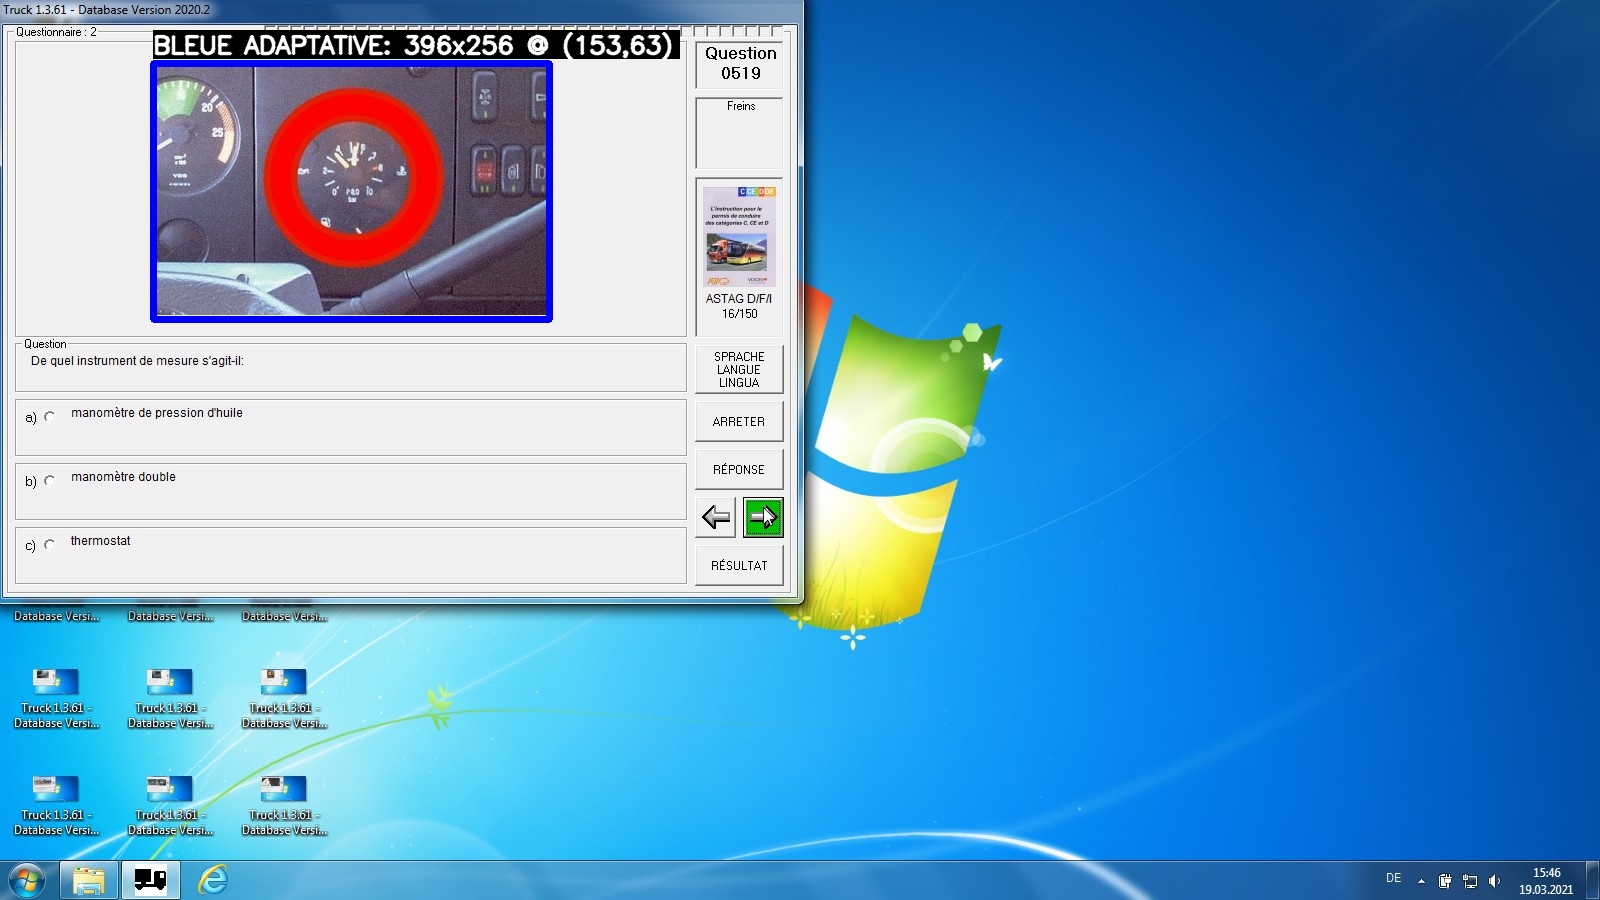 Truck 1.3.61 - Database Version 2020.2
Questionnaire : 2
BLEUE ADAPTATIVE: 396x256 @ (153,63)
20
25
bar
Question
0519
Freins
C CE D DE
L'instruction pour le
permis de conduire
des catégories C, CE et D
ASTAG D/F/I
16/150
Question
De quel instrument de mesure s'agit-il:
a) manomètre de pression d'huile
b) manomètre double
c) thermostat
SPRACHE
LANGUE
LINGUA
ARRETER
RÉPONSE
RÉSULTAT
Database Versi... Database Versi... Database Versi...
Truck 1.3.61 - Truck 1.3.61 - Truck 1.3.61 -
Database Versi... Database Versi... Database Versi...
Truck 1.3.61 - Truck 1.3.61 - Truck 1.3.61 -
Database Versi... Database Versi... Database Versi...
DE
15:46
19.03.2021